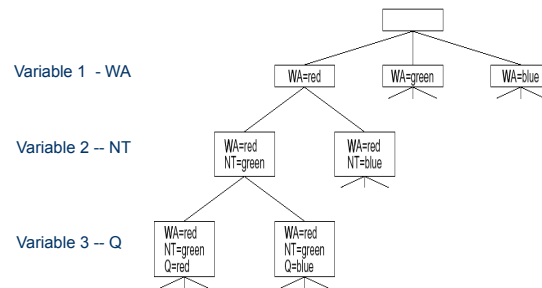 Variable 1 - WA
WA=red
WA=green
WA=blue
Variable 2 -- NT
WA=red
NT=green
WA=red
NT=blue
Variable 3 -- Q
WA=red
NT=green
Q=red
WA=red
NT=green
Q=blue